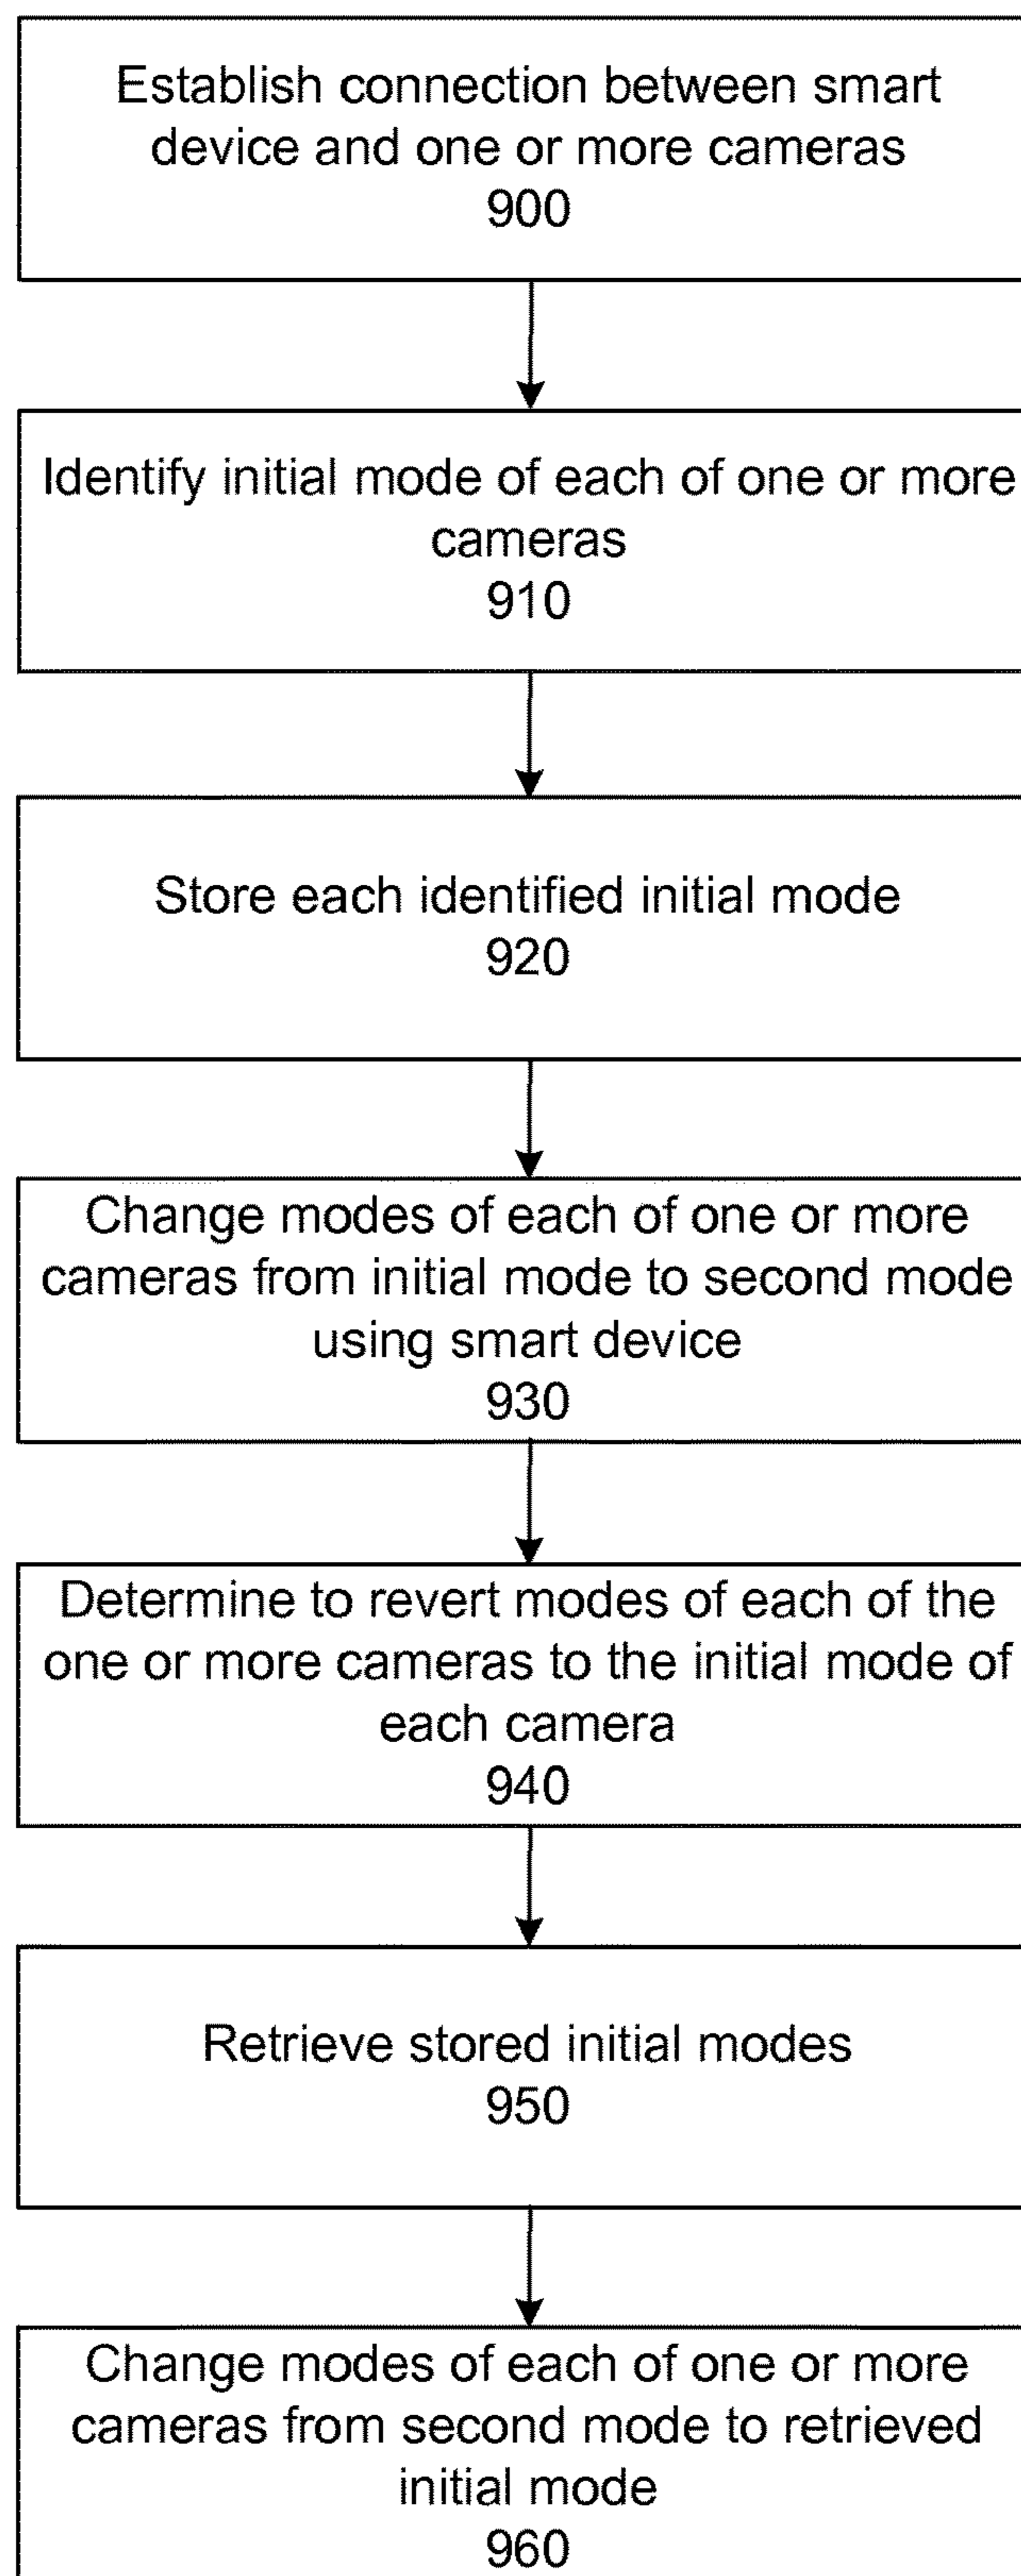 Establish connection between smart
device and one or more cameras
900
Identify initial mode of each of one or more
cameras
910
Store each identified initial mode
920
Change modes of each of one or more
cameras from initial mode to second mode
using smart device
930
Determine to revert modes of each of the
one or more cameras to the initial mode of
each camera
940
Retrieve stored initial modes
950
Change modes of each of one or more
cameras from second mode to retrieved
initial mode
960